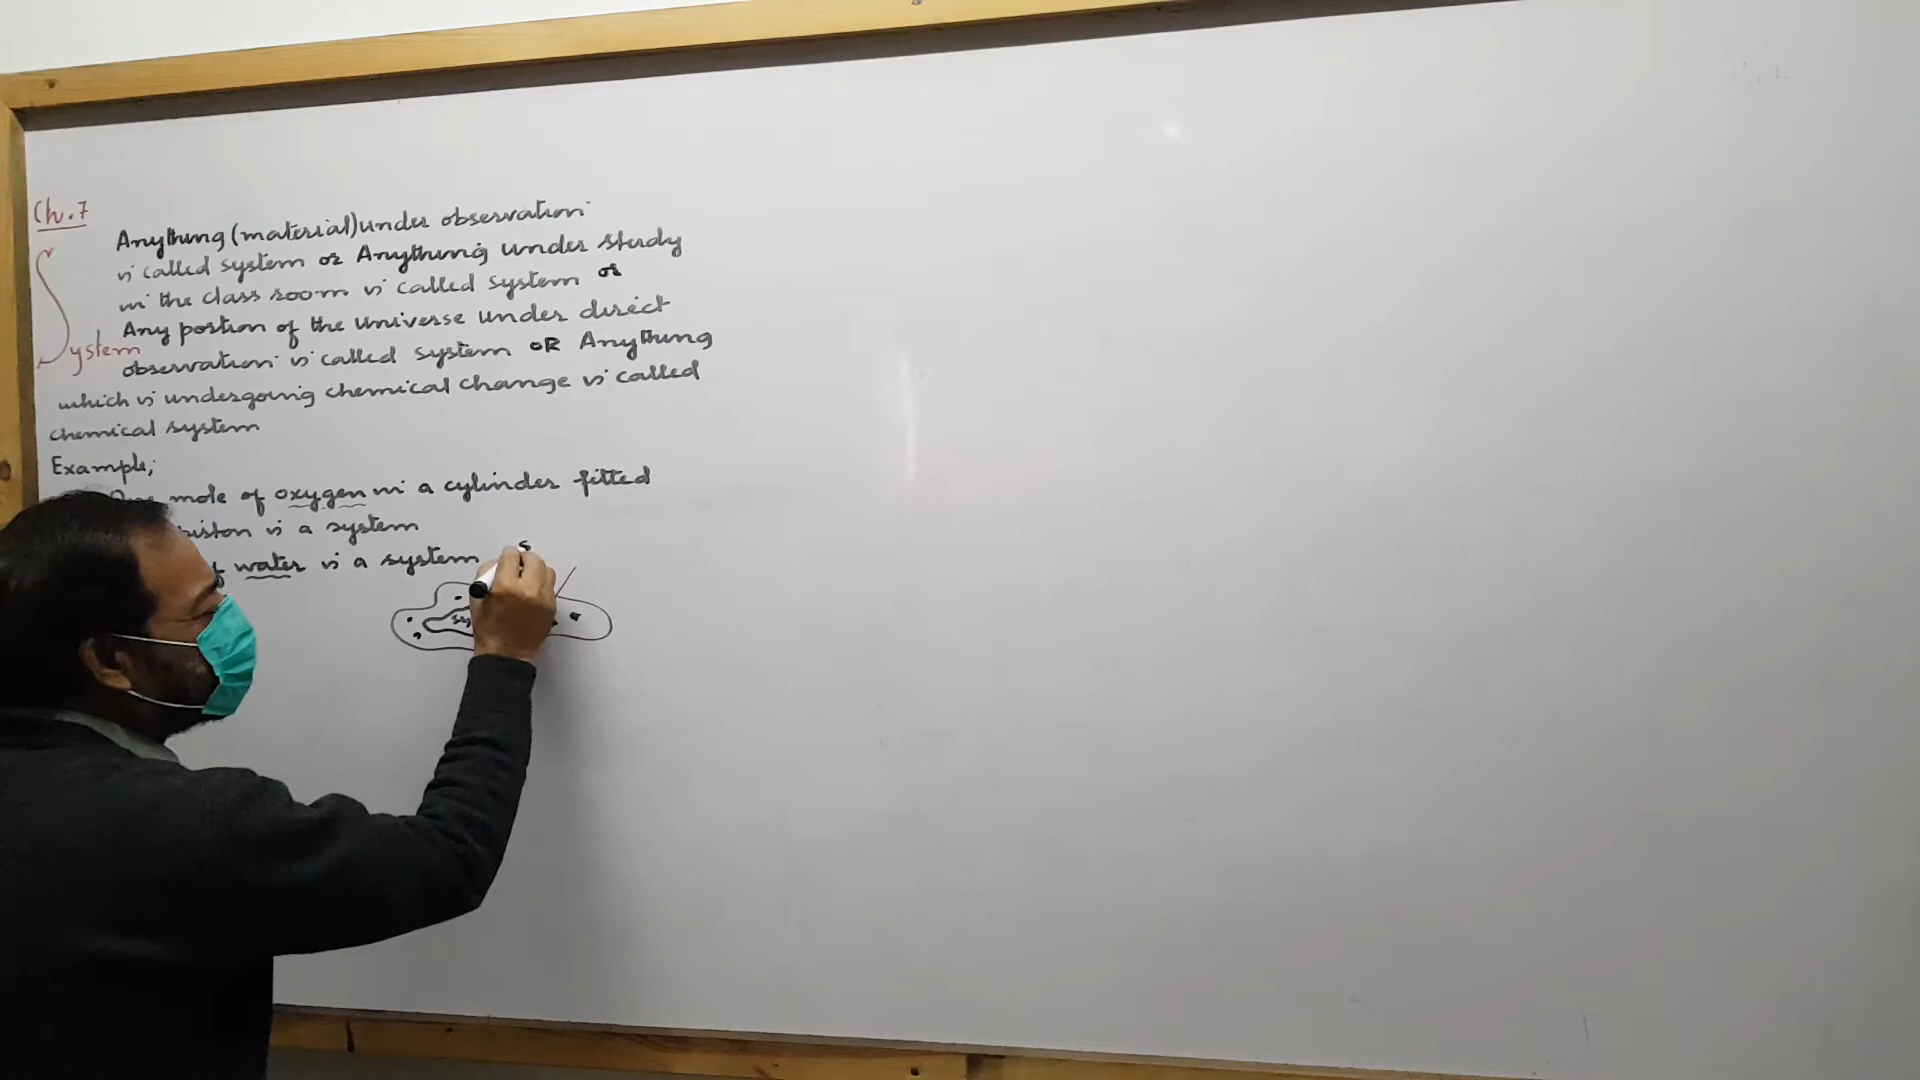 Ch.7
Anything (material) under observation
is called system or Anything under study
in the class room is called system or
System
Any portion of the universe under direct
observation is called system OR Anything
which is undergoing chemical change is called
chemical system
Example;
One mole of oxygen in a cylinder fitted
piston is a system
of water is a system
S
Sy